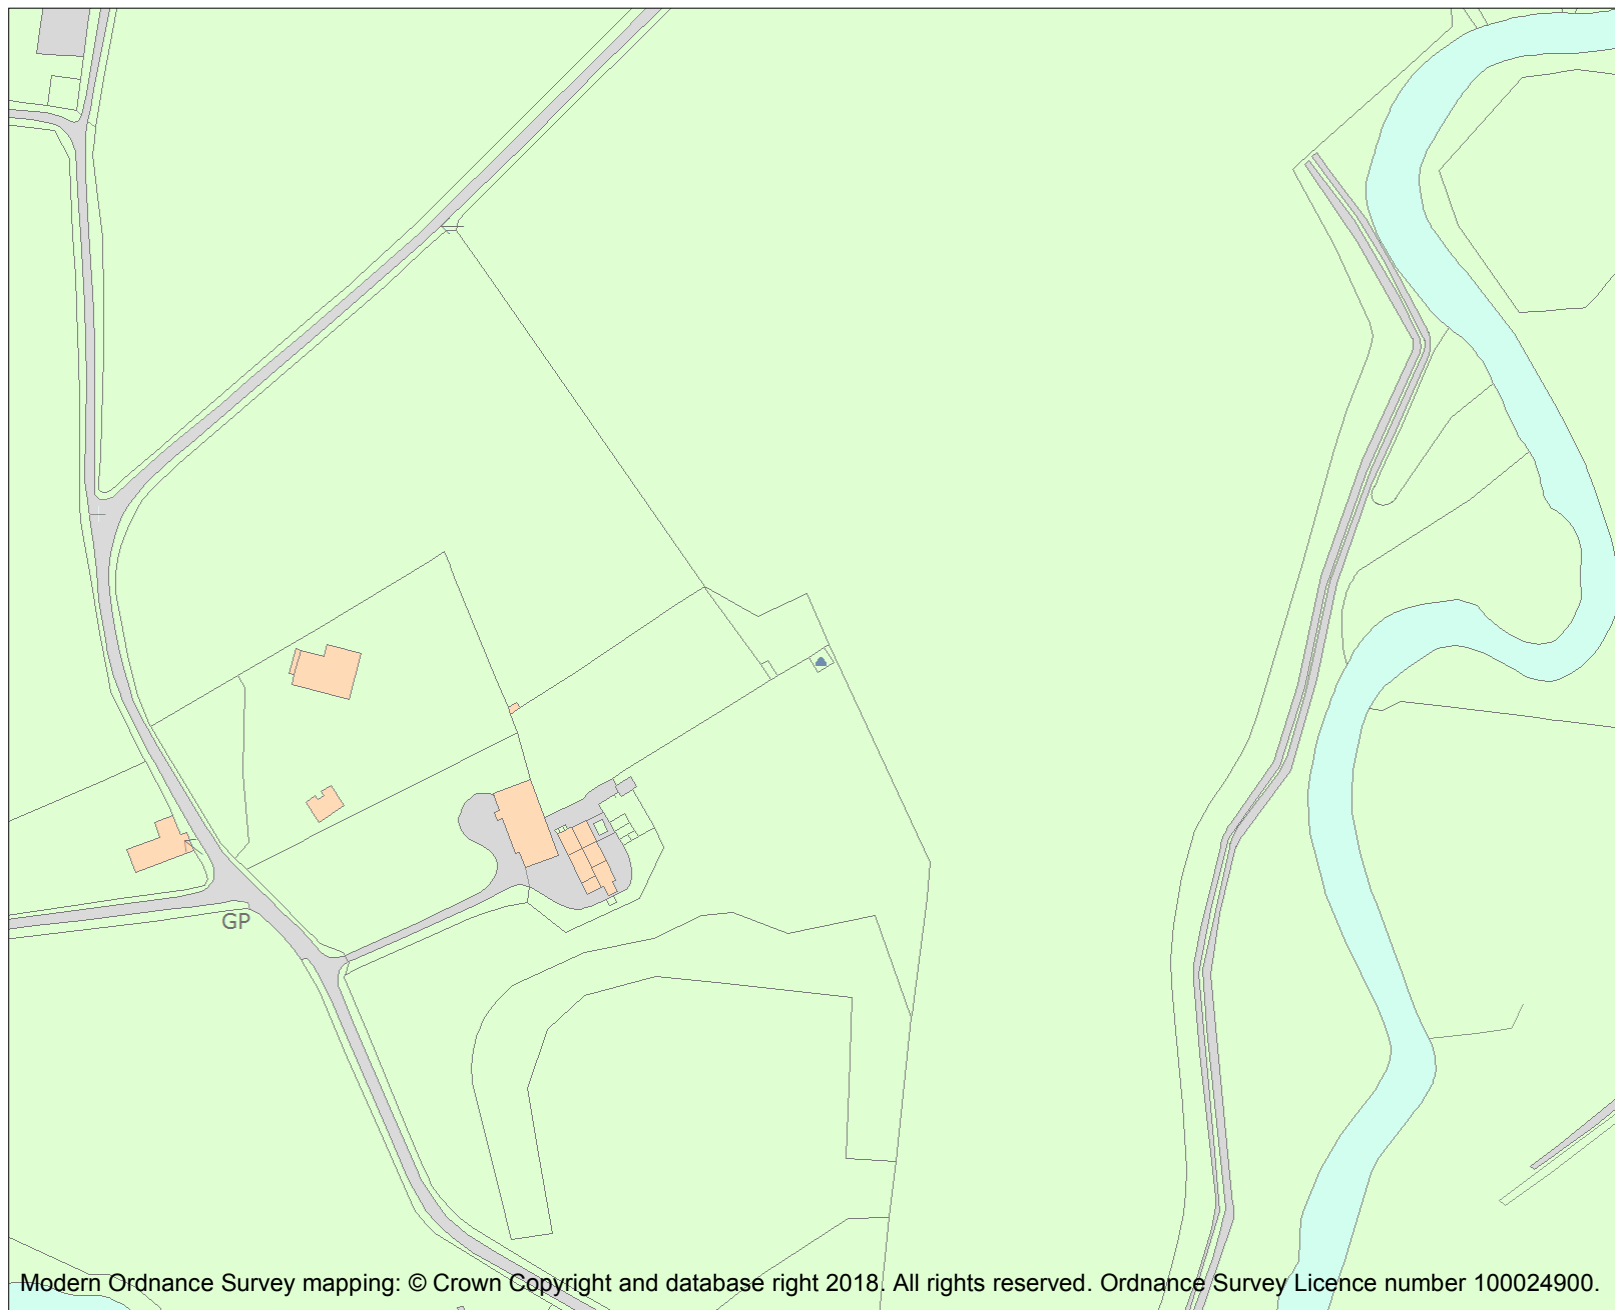 GP
Modern Ordnance Survey mapping: © Crown Copyright and database right 2018. All rights reserved. Ordnance Survey Licence number 100024900.